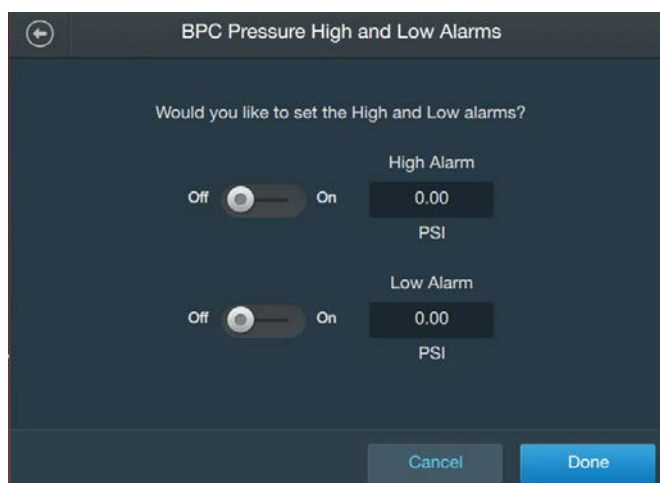 BPC Pressure High and Low Alarms
Would you like to set the High and Low alarms?
High Alarm
Off On 0.00
PSI
Low Alarm
Off On 0.00
PSI
Cancel Done